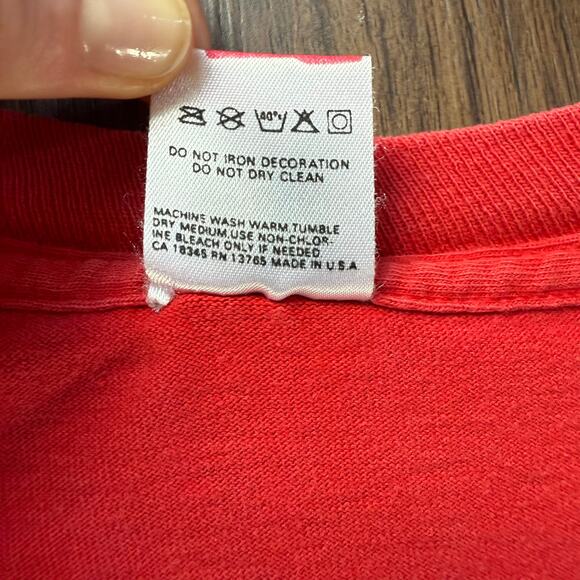 40°
DO NOT IRON DECORATION
DO NOT DRY CLEAN
MACHINE WASH WARM, TUMBLE
DRY MEDIUM, USE NON-CHLOR-
INE BLEACH ONLY IF NEEDED
CA 18345 RN 13765 MADE IN U.S.A